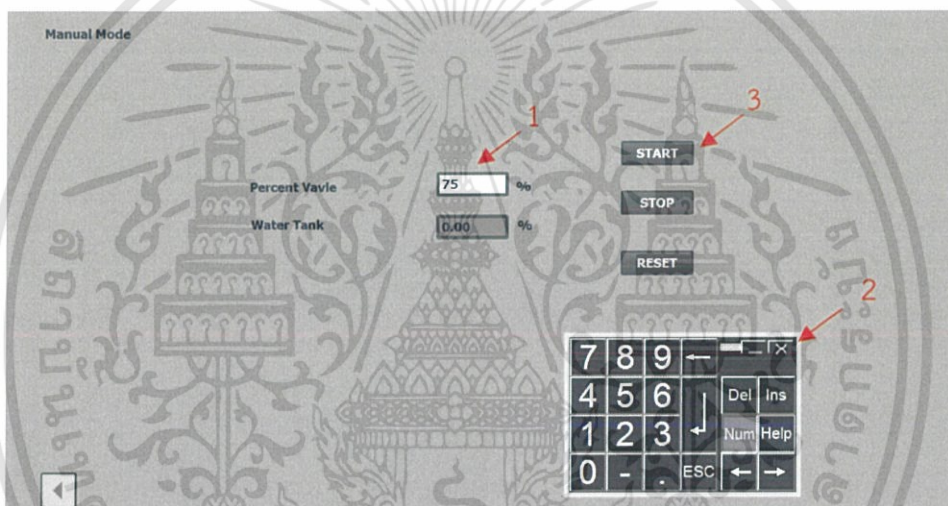 Manual Mode
1
3
START
Percent Vavle 75 %
STOP
Water Tank 0.00 %
RESET
2
7 8 9 ←
4 5 6 ↵ Del Ins
1 2 3 Num Help
0 - . ESC ← →